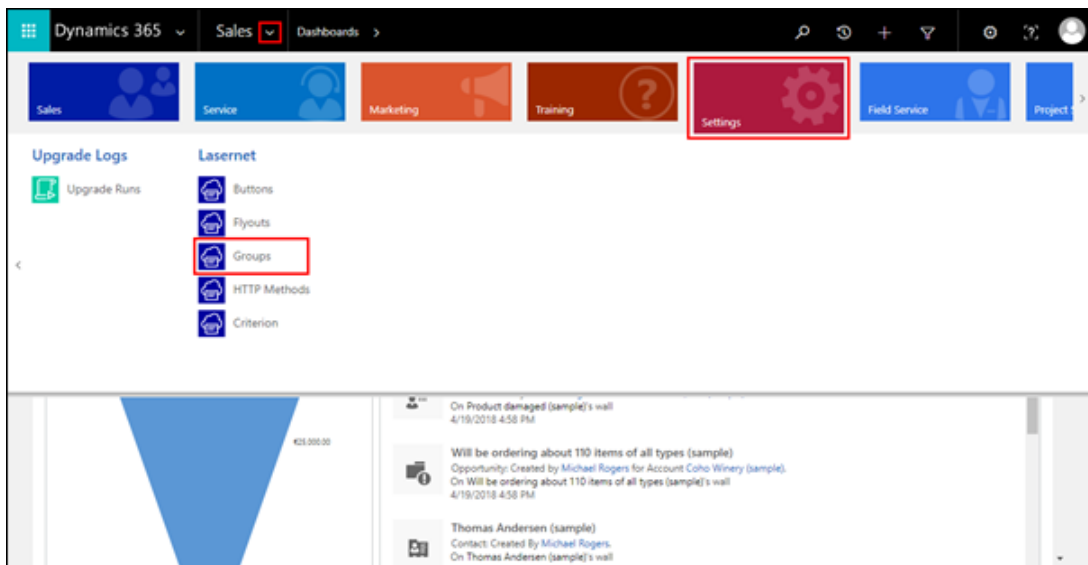 Dynamics 365 Sales Dashboards
Sales Service Marketing Training Settings Field Service Project
Upgrade Logs
Upgrade Runs
Lasernet
Buttons
Flyouts
Groups
HTTP Methods
Criterion
€25,000.00
On Product damaged (sample)'s wall
4/19/2018 4:58 PM
Will be ordering about 110 items of all types (sample)
Opportunity: Created by Michael Rogers for Account Coho Winery (sample).
On Will be ordering about 110 items of all types (sample)'s wall
4/19/2018 4:58 PM
Thomas Andersen (sample)
Contact: Created By Michael Rogers.
On Thomas Andersen (sample)'s wall